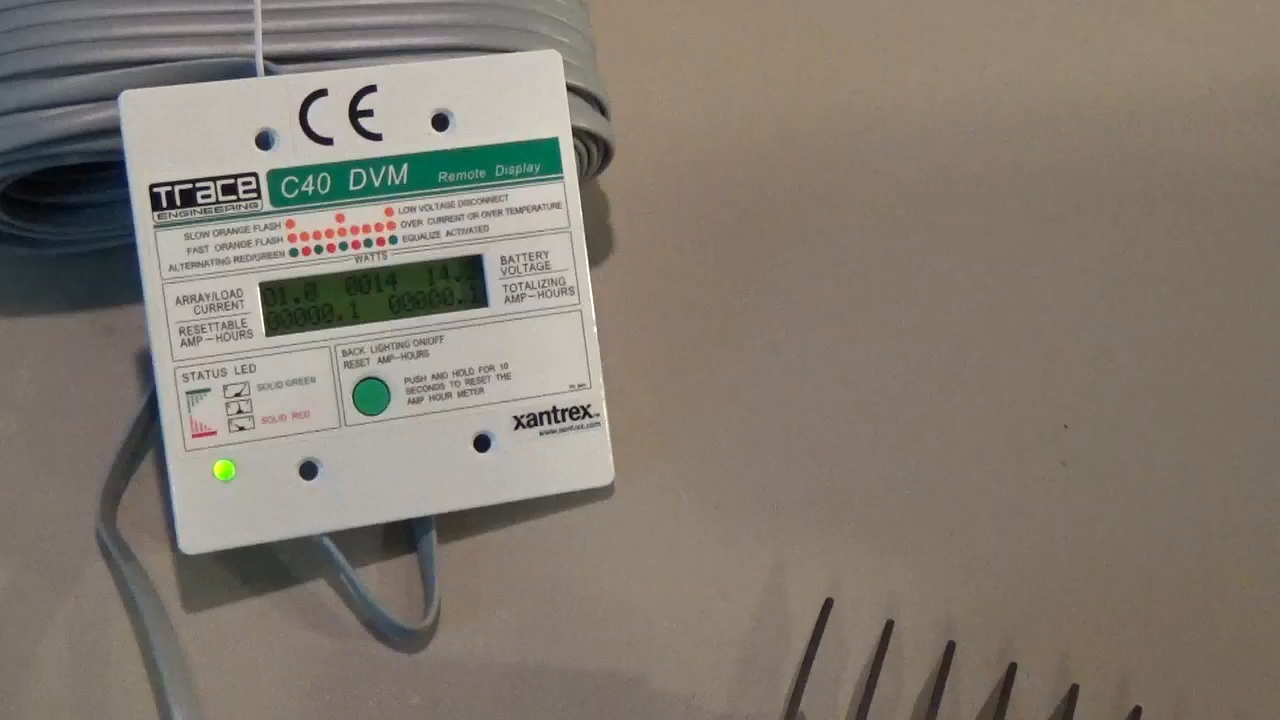 CE
TRACE ENGINEERING
C40 DVM Remote Display
SLOW ORANGE FLASH LOW VOLTAGE DISCONNECT
FAST ORANGE FLASH OVER CURRENT OR OVER TEMPERATURE
ALTERNATING RED/GREEN EQUALIZE ACTIVATED
WATTS
ARRAY/LOAD CURRENT
RESETTABLE AMP-HOURS
01.0 0014
00000.1 00000.1
BATTERY VOLTAGE
TOTALIZING AMP-HOURS
STATUS LED
SOLID GREEN
SOLID RED
BACK LIGHTING ON/OFF
RESET AMP-HOURS
PUSH AND HOLD FOR 10
SECONDS TO RESET THE
AMP HOUR METER
xantrex
www.xantrex.com